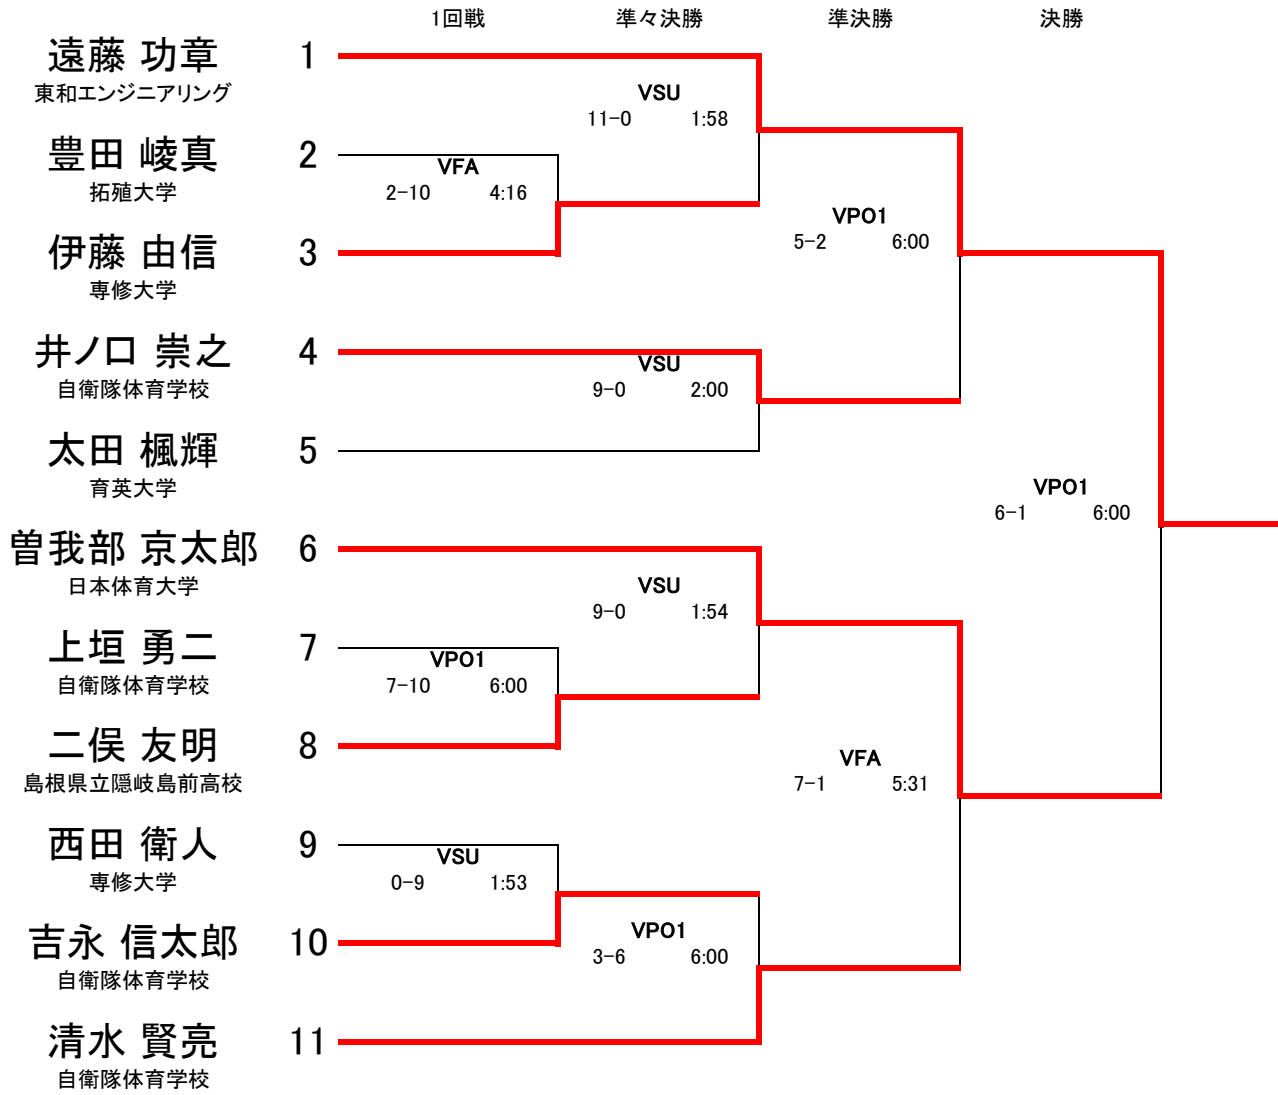 1回戦 準々決勝 準決勝 決勝
遠藤 功章 1
東和エンジニアリング
VSU
11-0 1:58
豊田 崚真 2
拓殖大学
VFA
2-10 4:16
VPO1
5-2 6:00
伊藤 由信 3
専修大学
井ノ口 崇之 4
自衛隊体育学校
VSU
9-0 2:00
太田 楓輝 5
育英大学
VPO1
6-1 6:00
曽我部 京太郎 6
日本体育大学
VSU
9-0 1:54
上垣 勇二 7
自衛隊体育学校
VPO1
7-10 6:00
二俣 友明 8
島根県立隠岐島前高校
VFA
7-1 5:31
西田 衛人 9
専修大学
VSU
0-9 1:53
吉永 信太郎 10
自衛隊体育学校
VPO1
3-6 6:00
清水 賢亮 11
自衛隊体育学校